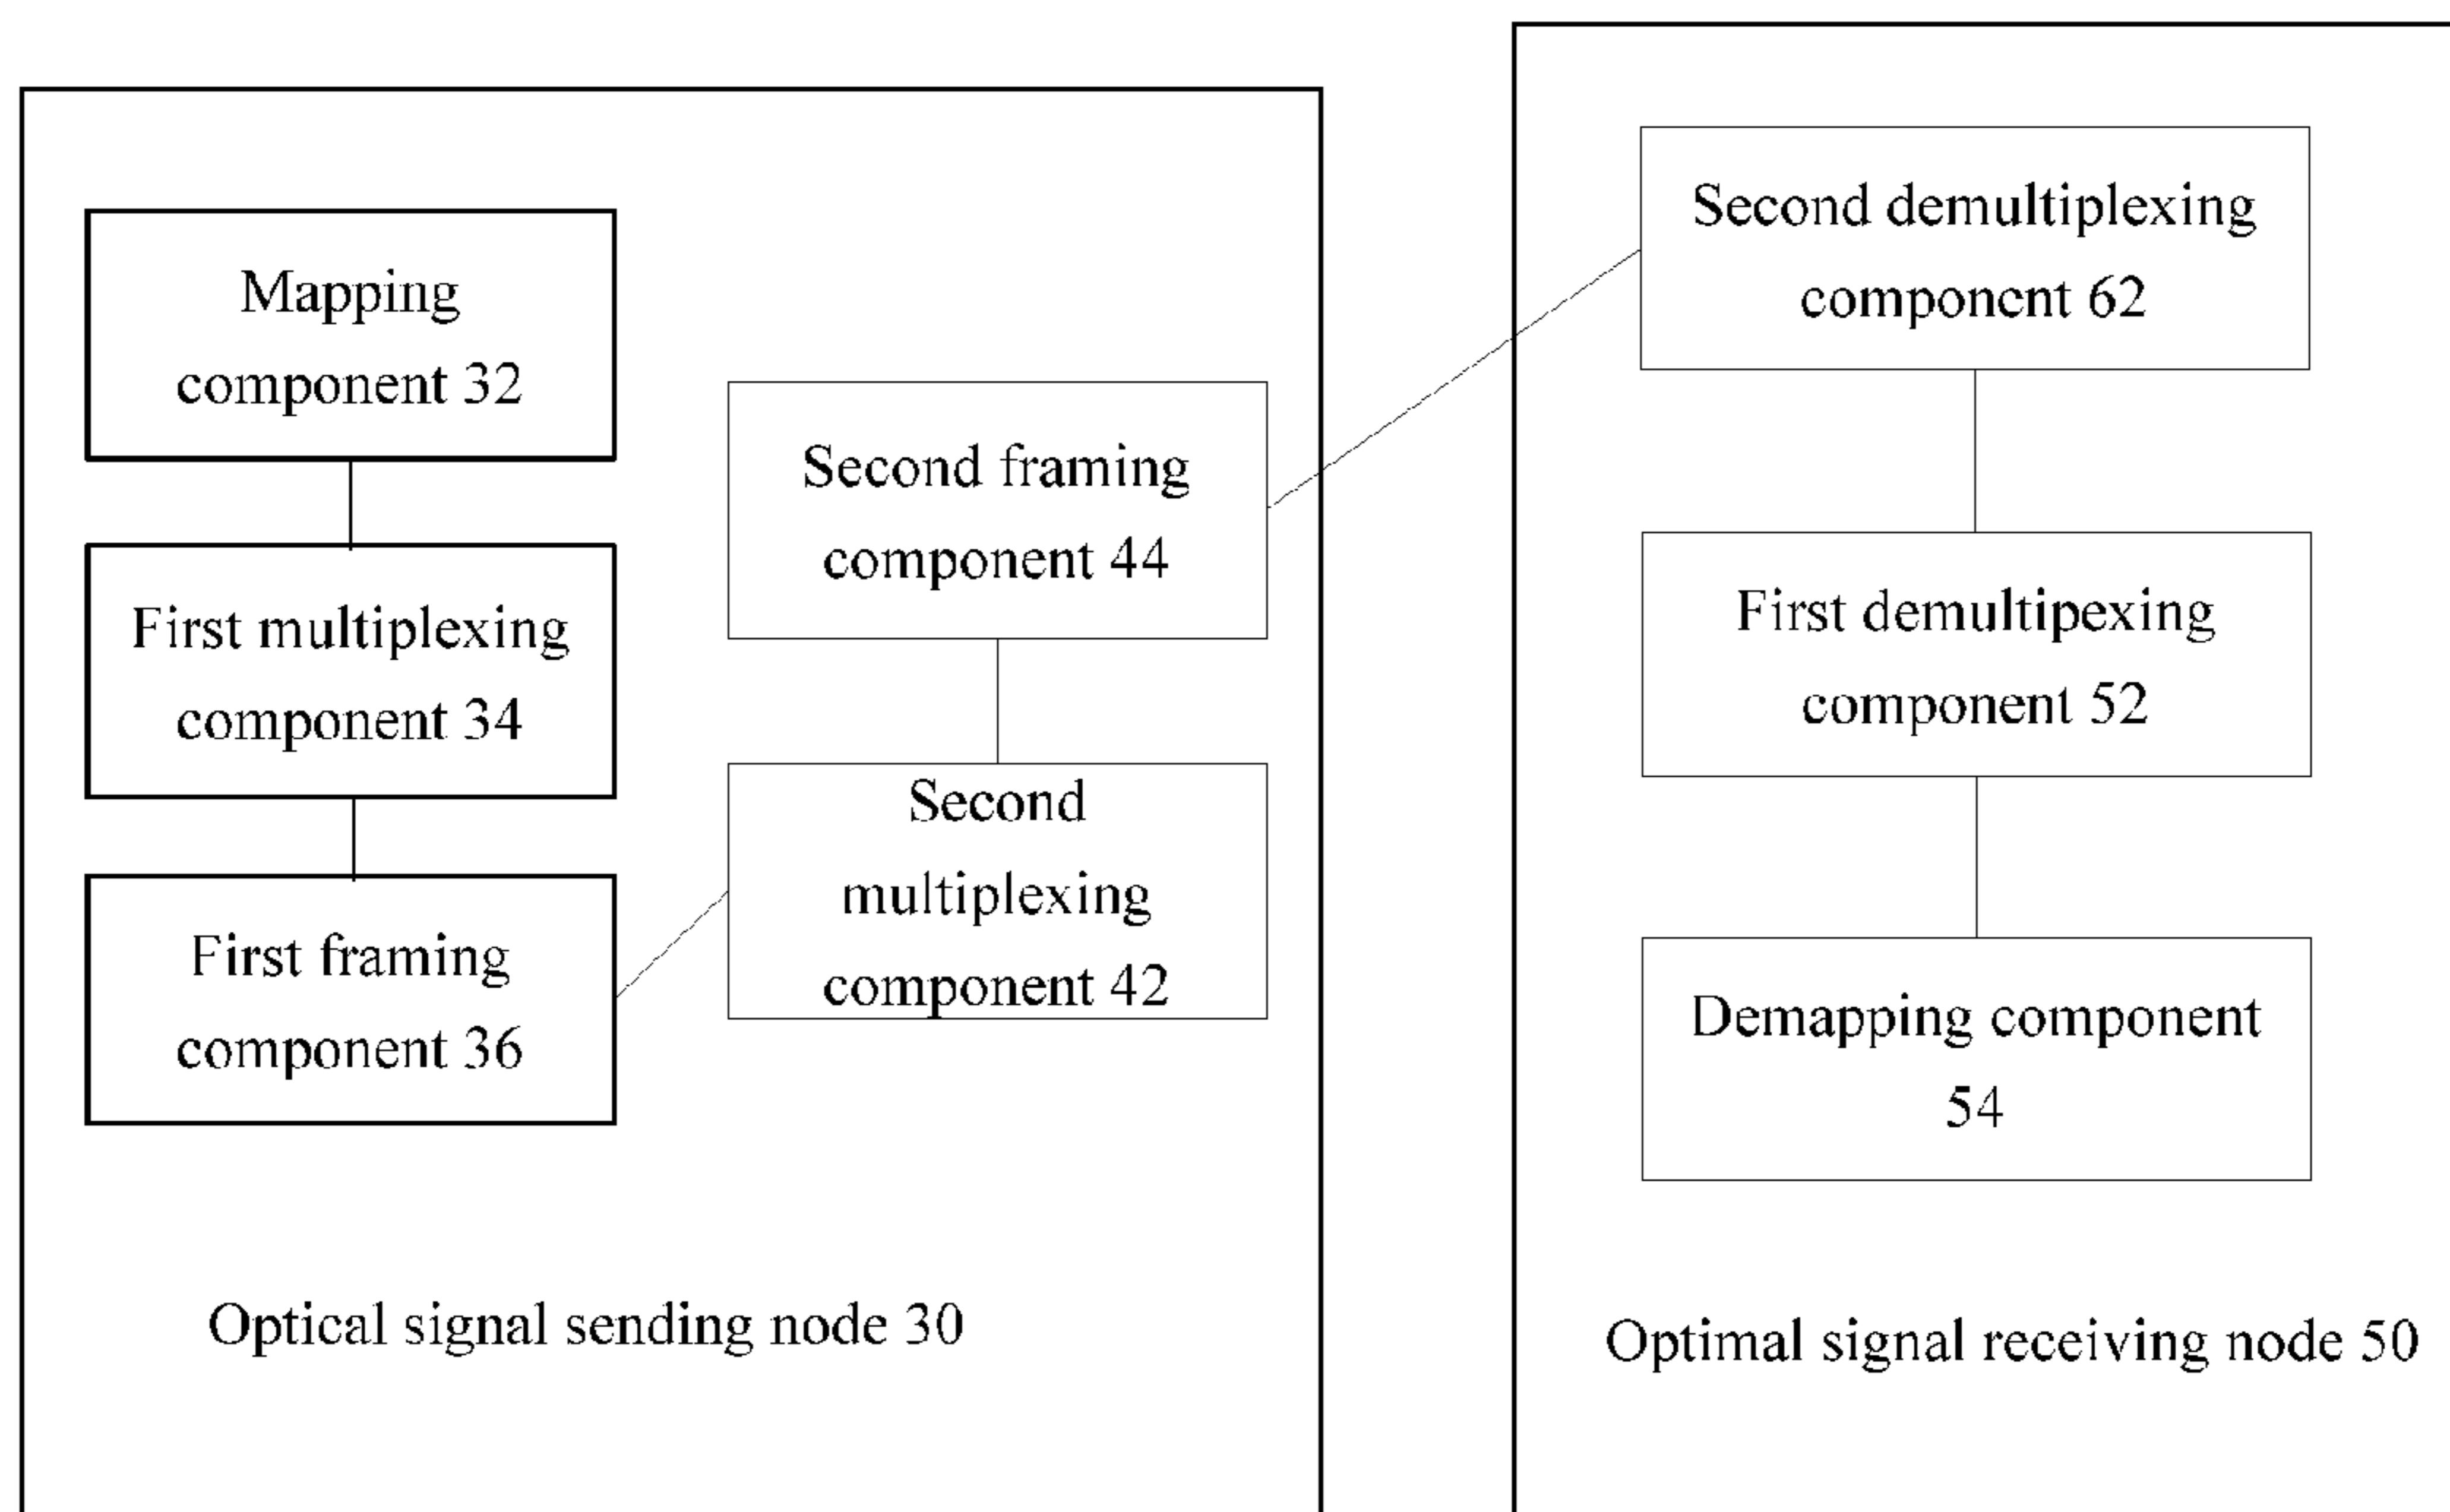 Mapping
component 32
First multiplexing
component 34
First framing
component 36
Second framing
component 44
Second
multiplexing
component 42
Optical signal sending node 30
Second demultiplexing
component 62
First demultipexing
component 52
Demapping component
54
Optimal signal receiving node 50